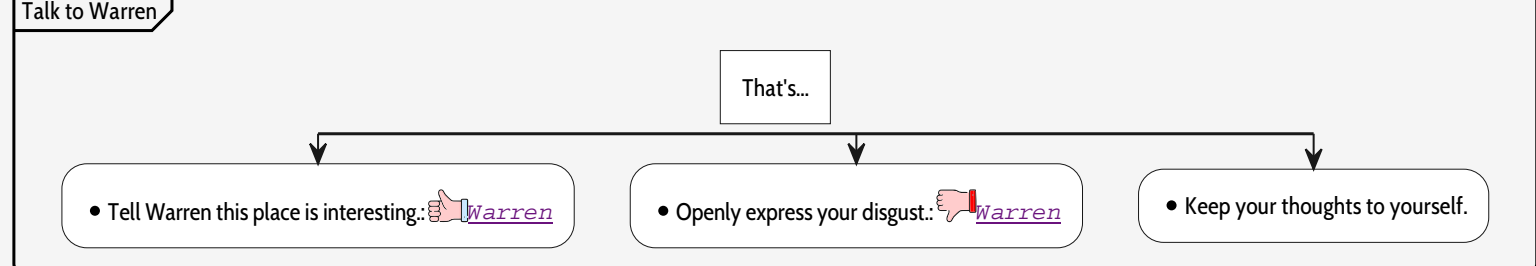 Talk to Warren
That's...
• Tell Warren this place is interesting.: Warren
• Openly express your disgust.: Warren
• Keep your thoughts to yourself.